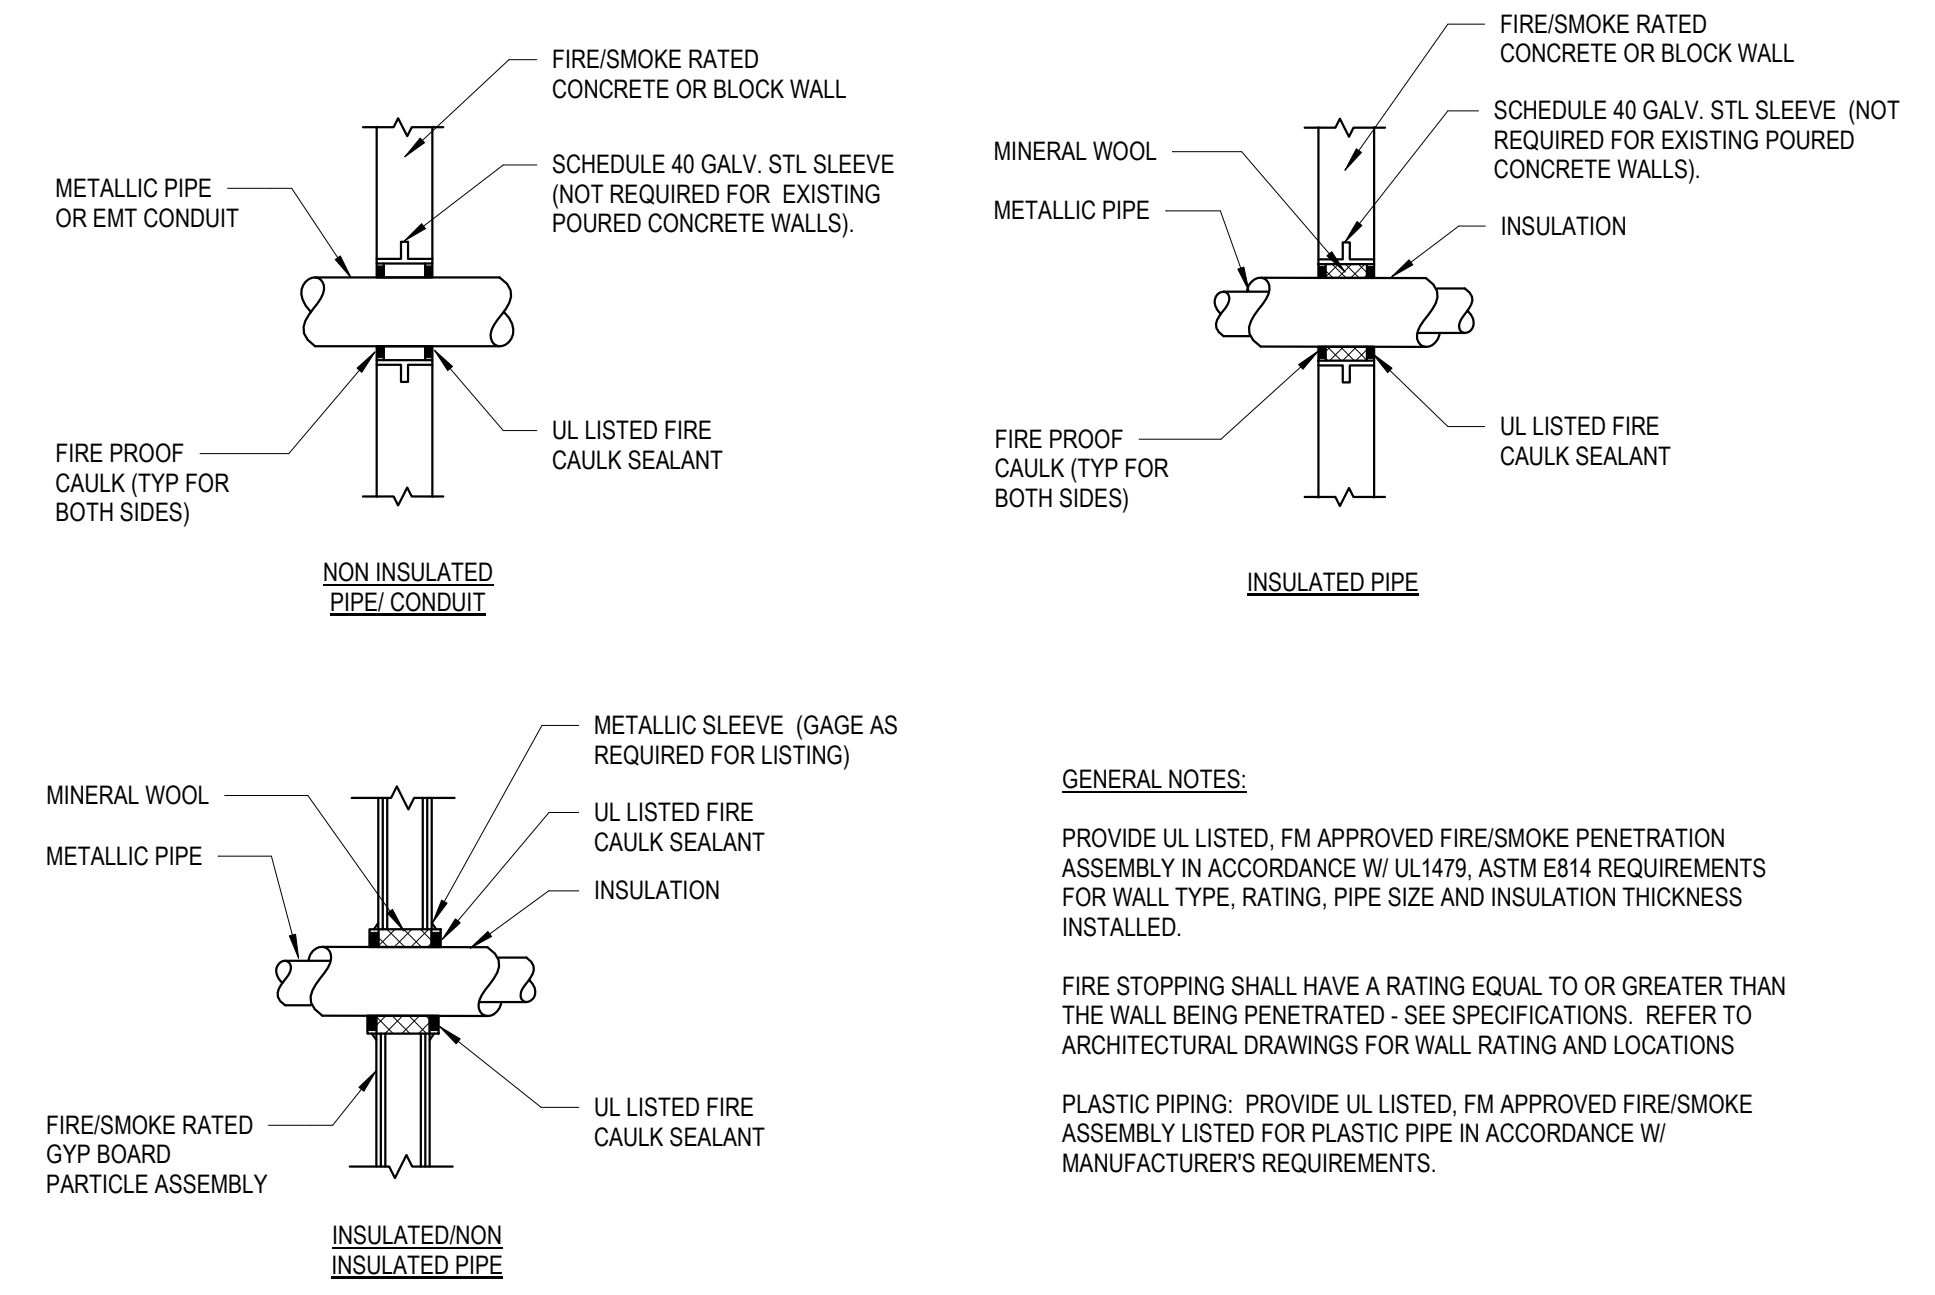 FIRE/SMOKE RATED
CONCRETE OR BLOCK WALL
SCHEDULE 40 GALV. STL SLEEVE
(NOT REQUIRED FOR EXISTING
POURED CONCRETE WALLS).
METALLIC PIPE
OR EMT CONDUIT
UL LISTED FIRE
CAULK SEALANT
FIRE PROOF
CAULK (TYP FOR
BOTH SIDES)
NON INSULATED
PIPE/ CONDUIT
FIRE/SMOKE RATED
CONCRETE OR BLOCK WALL
SCHEDULE 40 GALV. STL SLEEVE (NOT
REQUIRED FOR EXISTING POURED
CONCRETE WALLS).
MINERAL WOOL
METALLIC PIPE
INSULATION
UL LISTED FIRE
CAULK SEALANT
FIRE PROOF
CAULK (TYP FOR
BOTH SIDES)
INSULATED PIPE
METALLIC SLEEVE (GAGE AS
REQUIRED FOR LISTING)
MINERAL WOOL
UL LISTED FIRE
CAULK SEALANT
METALLIC PIPE
INSULATION
UL LISTED FIRE
CAULK SEALANT
FIRE/SMOKE RATED
GYP BOARD
PARTICLE ASSEMBLY
INSULATED/NON
INSULATED PIPE
GENERAL NOTES:
PROVIDE UL LISTED, FM APPROVED FIRE/SMOKE PENETRATION
ASSEMBLY IN ACCORDANCE W/ UL1479, ASTM E814 REQUIREMENTS
FOR WALL TYPE, RATING, PIPE SIZE AND INSULATION THICKNESS
INSTALLED.
FIRE STOPPING SHALL HAVE A RATING EQUAL TO OR GREATER THAN
THE WALL BEING PENETRATED - SEE SPECIFICATIONS. REFER TO
ARCHITECTURAL DRAWINGS FOR WALL RATING AND LOCATIONS
PLASTIC PIPING: PROVIDE UL LISTED, FM APPROVED FIRE/SMOKE
ASSEMBLY LISTED FOR PLASTIC PIPE IN ACCORDANCE W/
MANUFACTURER'S REQUIREMENTS.